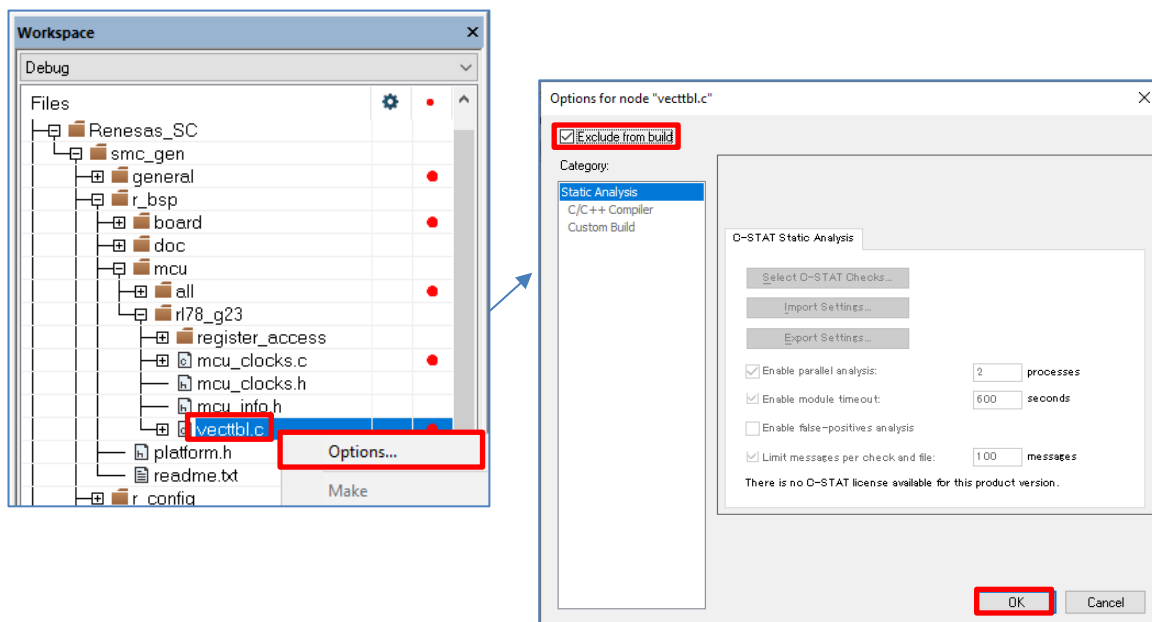 Workspace
Debug
Files
Renesas_SC
smc_gen
general
r_bsp
board
doc
mcu
all
rl78_g23
register_access
mcu_clocks.c
mcu_clocks.h
mcu_info.h
vecttbl.c
platform.h
readme.txt
r_config
Options...
Make
Options for node "vecttbl.c"
Exclude from build
Category:
Static Analysis
C/C++ Compiler
Custom Build
C-STAT Static Analysis
Select C-STAT Checks...
Import Settings...
Export Settings...
Enable parallel analysis: 2 processes
Enable module timeout: 600 seconds
Enable false-positives analysis
Limit messages per check and file: 100 messages
There is no C-STAT license available for this product version.
OK Cancel